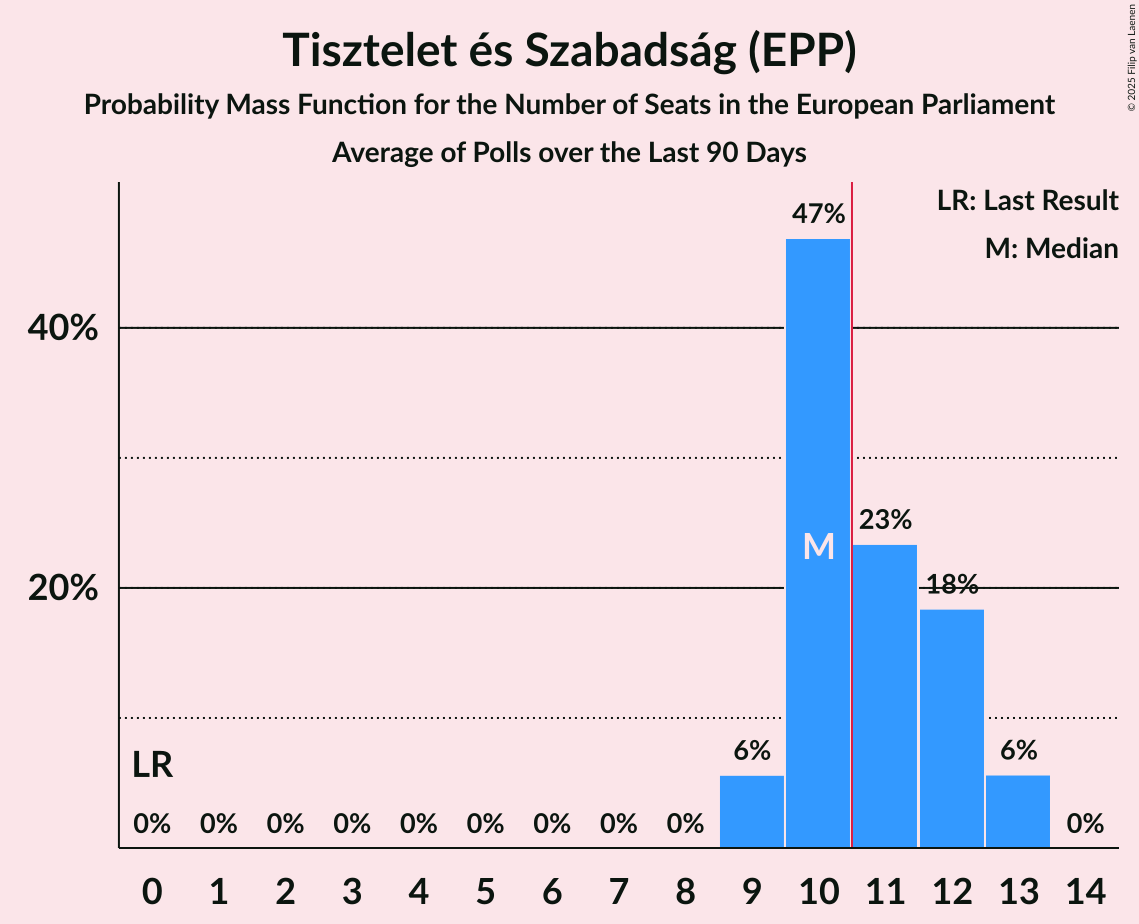 Tisztelet és Szabadság (EPP)
Probability Mass Function for the Number of Seats in the European Parliament
Average of Polls over the Last 90 Days
© 2025 Filip van Laenen
LR: Last Result
M: Median
47%
40%
23%
M
20%
18%
LR
6%
6%
0% 0% 0% 0% 0% 0% 0% 0% 0% 0%
0 1 2 3 4 5 6 7 8 9 10 11 12 13 14